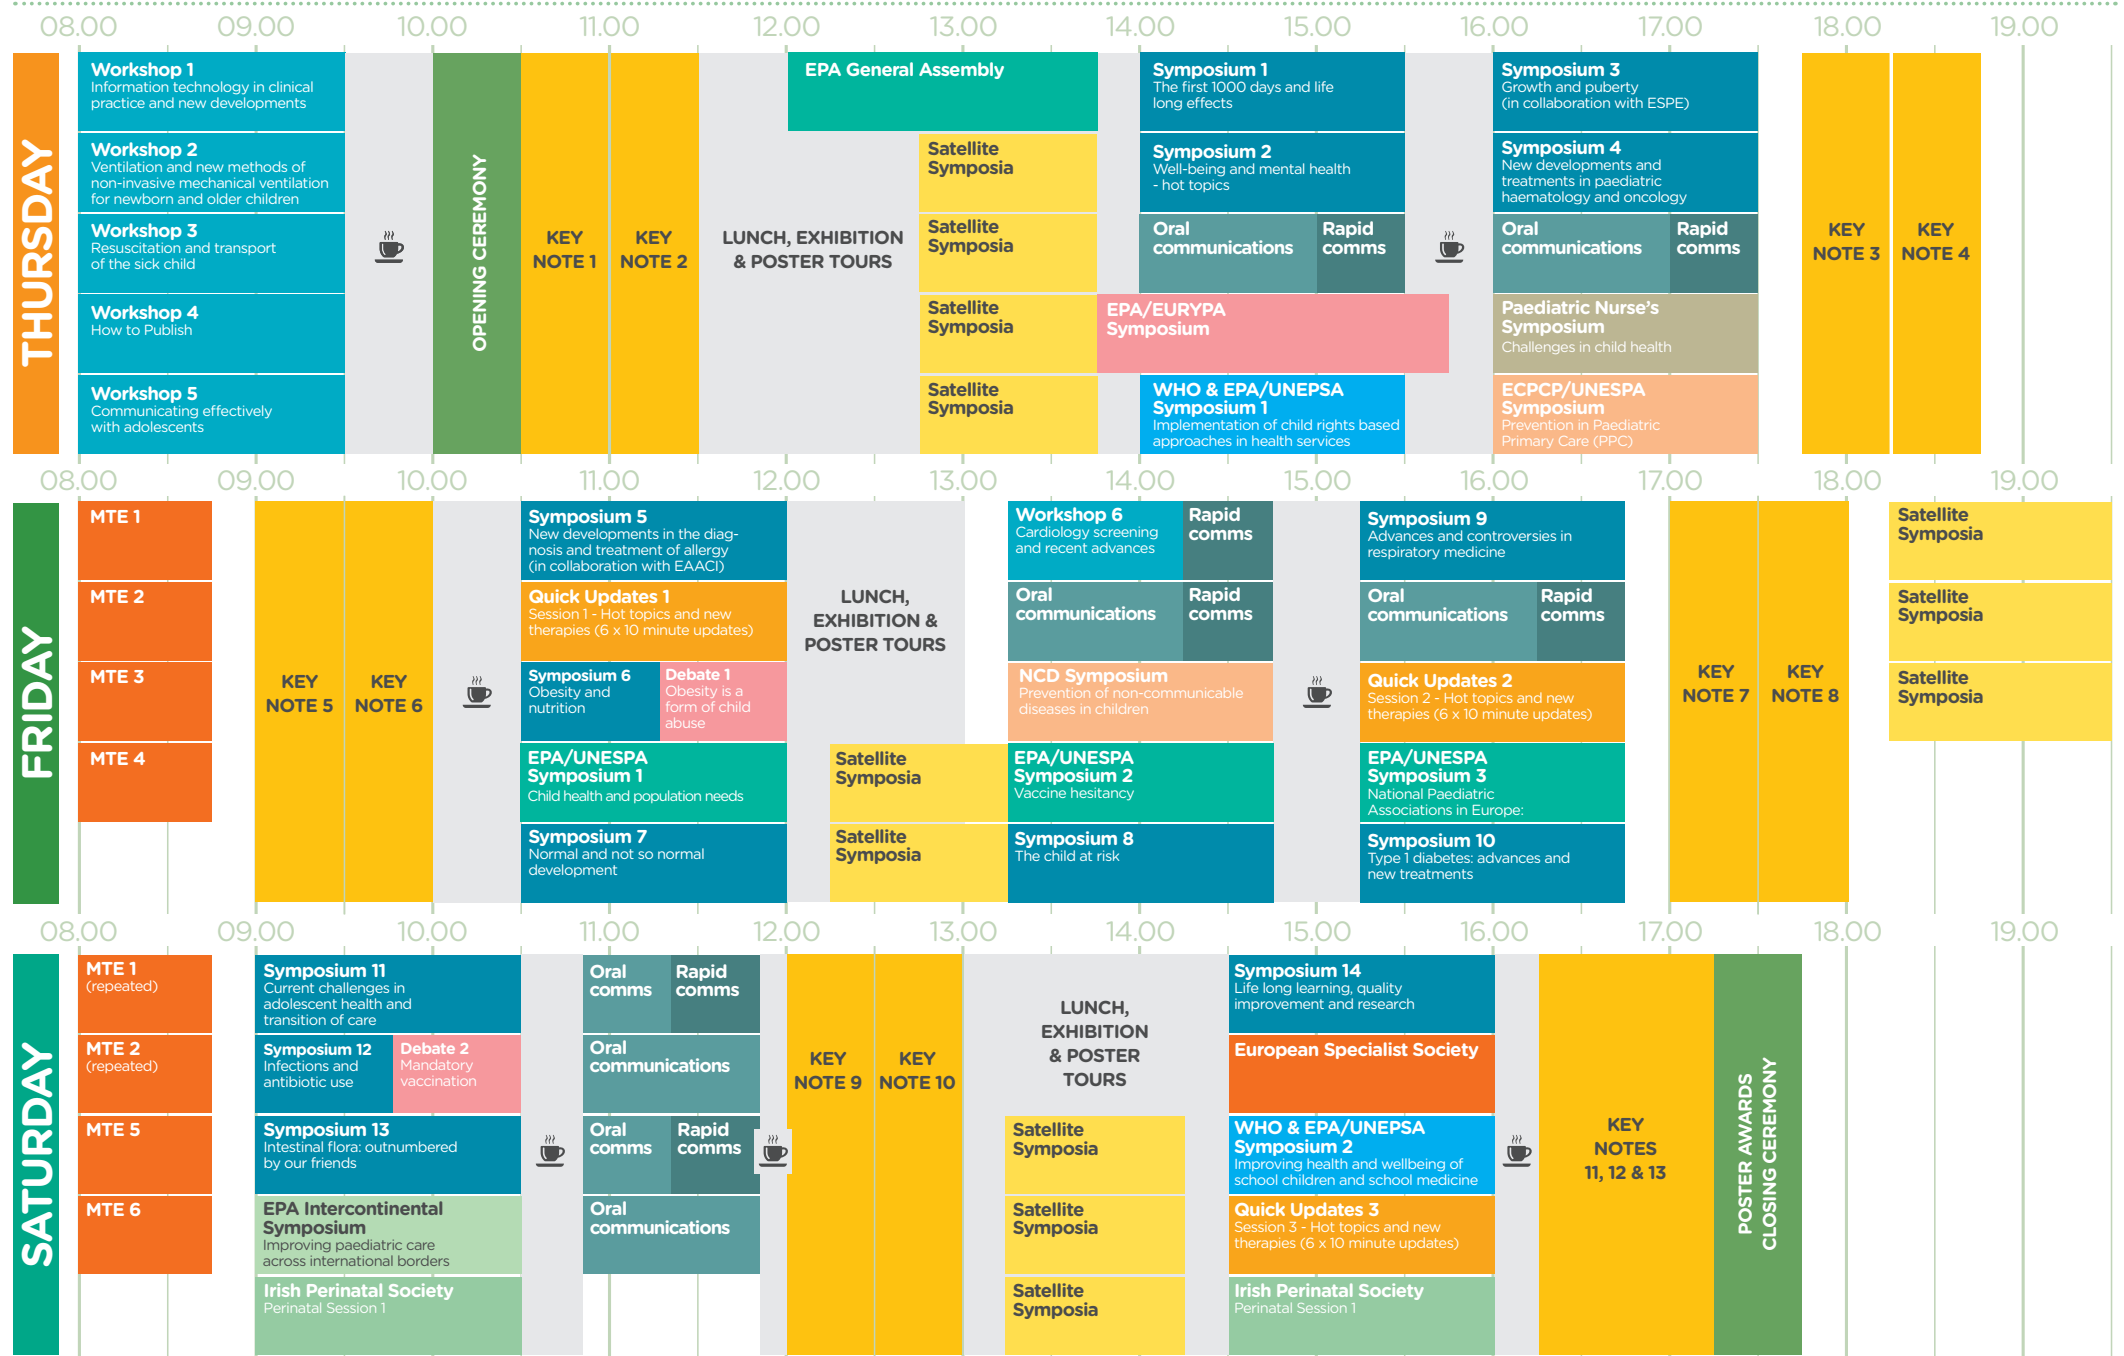 08.00 09.00 10.00 11.00 12.00 13.00 14.00 15.00 16.00 17.00 18.00 19.00
THURSDAY
Workshop 1
Information technology in clinical
practice and new developments
Workshop 2
Ventilation and new methods of
non-invasive mechanical ventilation
for newborn and older children
Workshop 3
Resuscitation and transport
of the sick child
Workshop 4
How to Publish
Workshop 5
Communicating effectively
with adolescents
OPENING CEREMONY
KEY
NOTE 1
KEY
NOTE 2
LUNCH, EXHIBITION
& POSTER TOURS
EPA General Assembly
Satellite
Symposia
Satellite
Symposia
Satellite
Symposia
Satellite
Symposia
Symposium 1
The first 1000 days and life
long effects
Symposium 2
Well-being and mental health
- hot topics
Oral
communications
Rapid
comms
EPA/EURYPA
Symposium
WHO & EPA/UNEPSA
Symposium 1
Implementation of child rights based
approaches in health services
Symposium 3
Growth and puberty
(in collaboration with ESPE)
Symposium 4
New developments and
treatments in paediatric
haematology and oncology
Oral
communications
Rapid
comms
Paediatric Nurse's
Symposium
Challenges in child health
ECPCP/UNESPA
Symposium
Prevention in Paediatric
Primary Care (PPC)
KEY
NOTE 3
KEY
NOTE 4
08.00 09.00 10.00 11.00 12.00 13.00 14.00 15.00 16.00 17.00 18.00 19.00
FRIDAY
MTE 1
MTE 2
MTE 3
MTE 4
KEY
NOTE 5
KEY
NOTE 6
Symposium 5
New developments in the diag-
nosis and treatment of allergy
(in collaboration with EAACI)
Quick Updates 1
Session 1 - Hot topics and new
therapies (6 x 10 minute updates)
Symposium 6
Obesity and
nutrition
Debate 1
Obesity is a
form of child
abuse
EPA/UNESPA
Symposium 1
Child health and population needs
Symposium 7
Normal and not so normal
development
LUNCH,
EXHIBITION &
POSTER TOURS
Satellite
Symposia
Satellite
Symposia
Workshop 6
Cardiology screening
and recent advances
Rapid
comms
Oral
communications
Rapid
comms
NCD Symposium
Prevention of non-communicable
diseases in children
EPA/UNESPA
Symposium 2
Vaccine hesitancy
Symposium 8
The child at risk
Symposium 9
Advances and controversies in
respiratory medicine
Oral
communications
Rapid
comms
Quick Updates 2
Session 2 - Hot topics and new
therapies (6 x 10 minute updates)
EPA/UNESPA
Symposium 3
National Paediatric
Associations in Europe:
Symposium 10
Type 1 diabetes: advances and
new treatments
KEY
NOTE 7
KEY
NOTE 8
Satellite
Symposia
Satellite
Symposia
Satellite
Symposia
08.00 09.00 10.00 11.00 12.00 13.00 14.00 15.00 16.00 17.00 18.00 19.00
SATURDAY
MTE 1
(repeated)
MTE 2
(repeated)
MTE 5
MTE 6
Symposium 11
Current challenges in
adolescent health and
transition of care
Symposium 12
Infections and
antibiotic use
Debate 2
Mandatory
vaccination
Symposium 13
Intestinal flora: outnumbered
by our friends
EPA Intercontinental
Symposium
Improving paediatric care
across international borders
Irish Perinatal Society
Perinatal Session 1
Oral
comms
Rapid
comms
Oral
communications
Oral
comms
Rapid
comms
Oral
communications
KEY
NOTE 9
KEY
NOTE 10
LUNCH,
EXHIBITION
& POSTER
TOURS
Satellite
Symposia
Satellite
Symposia
Satellite
Symposia
Symposium 14
Life long learning, quality
improvement and research
European Specialist Society
WHO & EPA/UNEPSA
Symposium 2
Improving health and wellbeing of
school children and school medicine
Quick Updates 3
Session 3 - Hot topics and new
therapies (6 x 10 minute updates)
Irish Perinatal Society
Perinatal Session 1
KEY
NOTES
11, 12 & 13
POSTER AWARDS
CLOSING CEREMONY